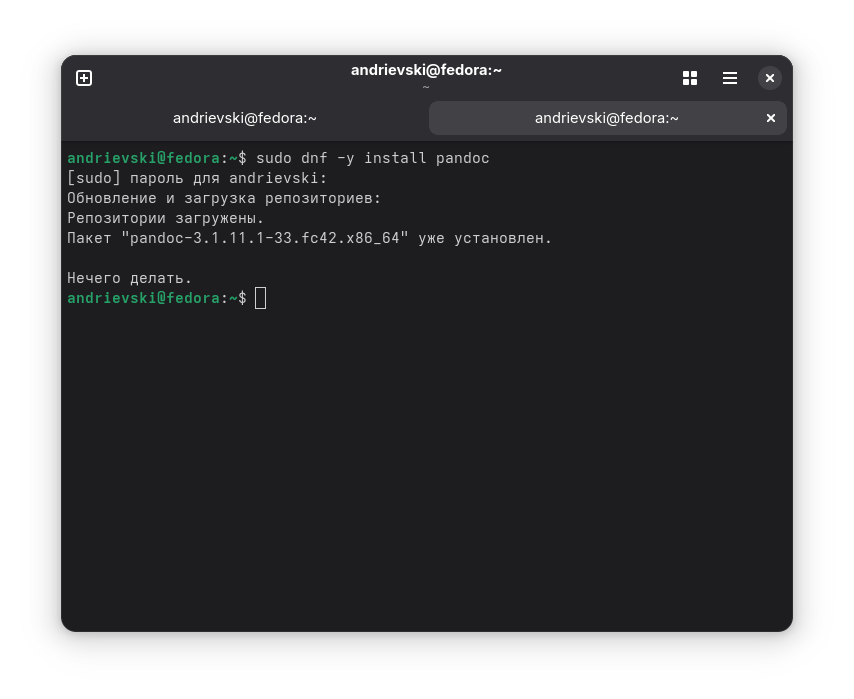 andrievski@fedora:~
~
andrievski@fedora:~ andrievski@fedora:~
andrievski@fedora:~$ sudo dnf -y install pandoc
[sudo] пароль для andrievski:
Обновление и загрузка репозиториев:
Репозитории загружены.
Пакет "pandoc-3.1.11.1-33.fc42.x86_64" уже установлен.
Нечего делать.
andrievski@fedora:~$